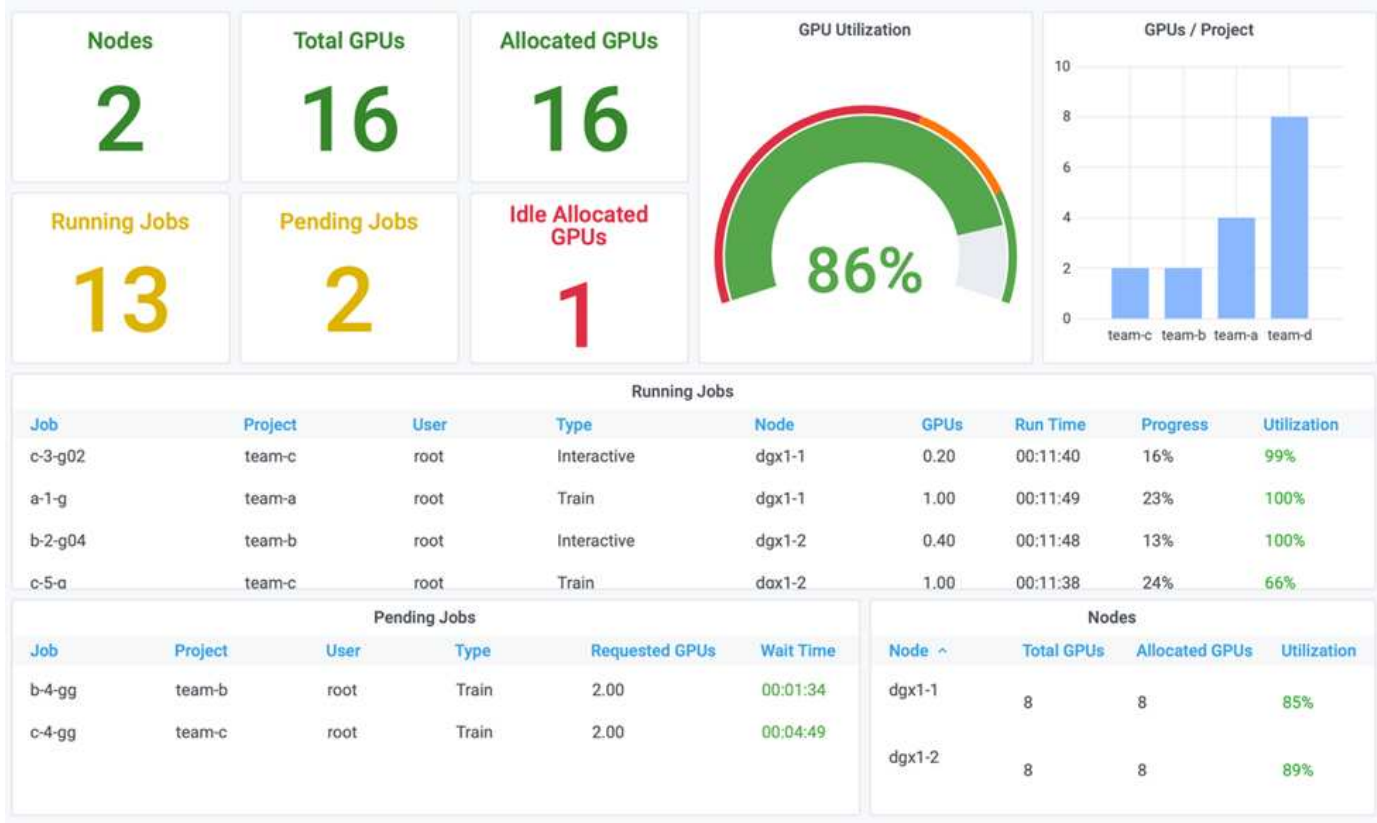 Nodes
2
Total GPUs
16
Allocated GPUs
16
Running Jobs
13
Pending Jobs
2
Idle Allocated
GPUs
1
GPU Utilization
86%
GPUs / Project
10
8
6
4
2
0
team-c team-b team-a team-d
Running Jobs
Job Project User Type Node GPUs Run Time Progress Utilization
c-3-g02 team-c root Interactive dgx1-1 0.20 00:11:40 16% 99%
a-1-g team-a root Train dgx1-1 1.00 00:11:49 23% 100%
b-2-g04 team-b root Interactive dgx1-2 0.40 00:11:48 13% 100%
c-5-g team-c root Train dgx1-2 1.00 00:11:38 24% 66%
Pending Jobs
Job Project User Type Requested GPUs Wait Time
b-4-gg team-b root Train 2.00 00:01:34
c-4-gg team-c root Train 2.00 00:04:49
Nodes
Node Total GPUs Allocated GPUs Utilization
dgx1-1 8 8 85%
dgx1-2 8 8 89%